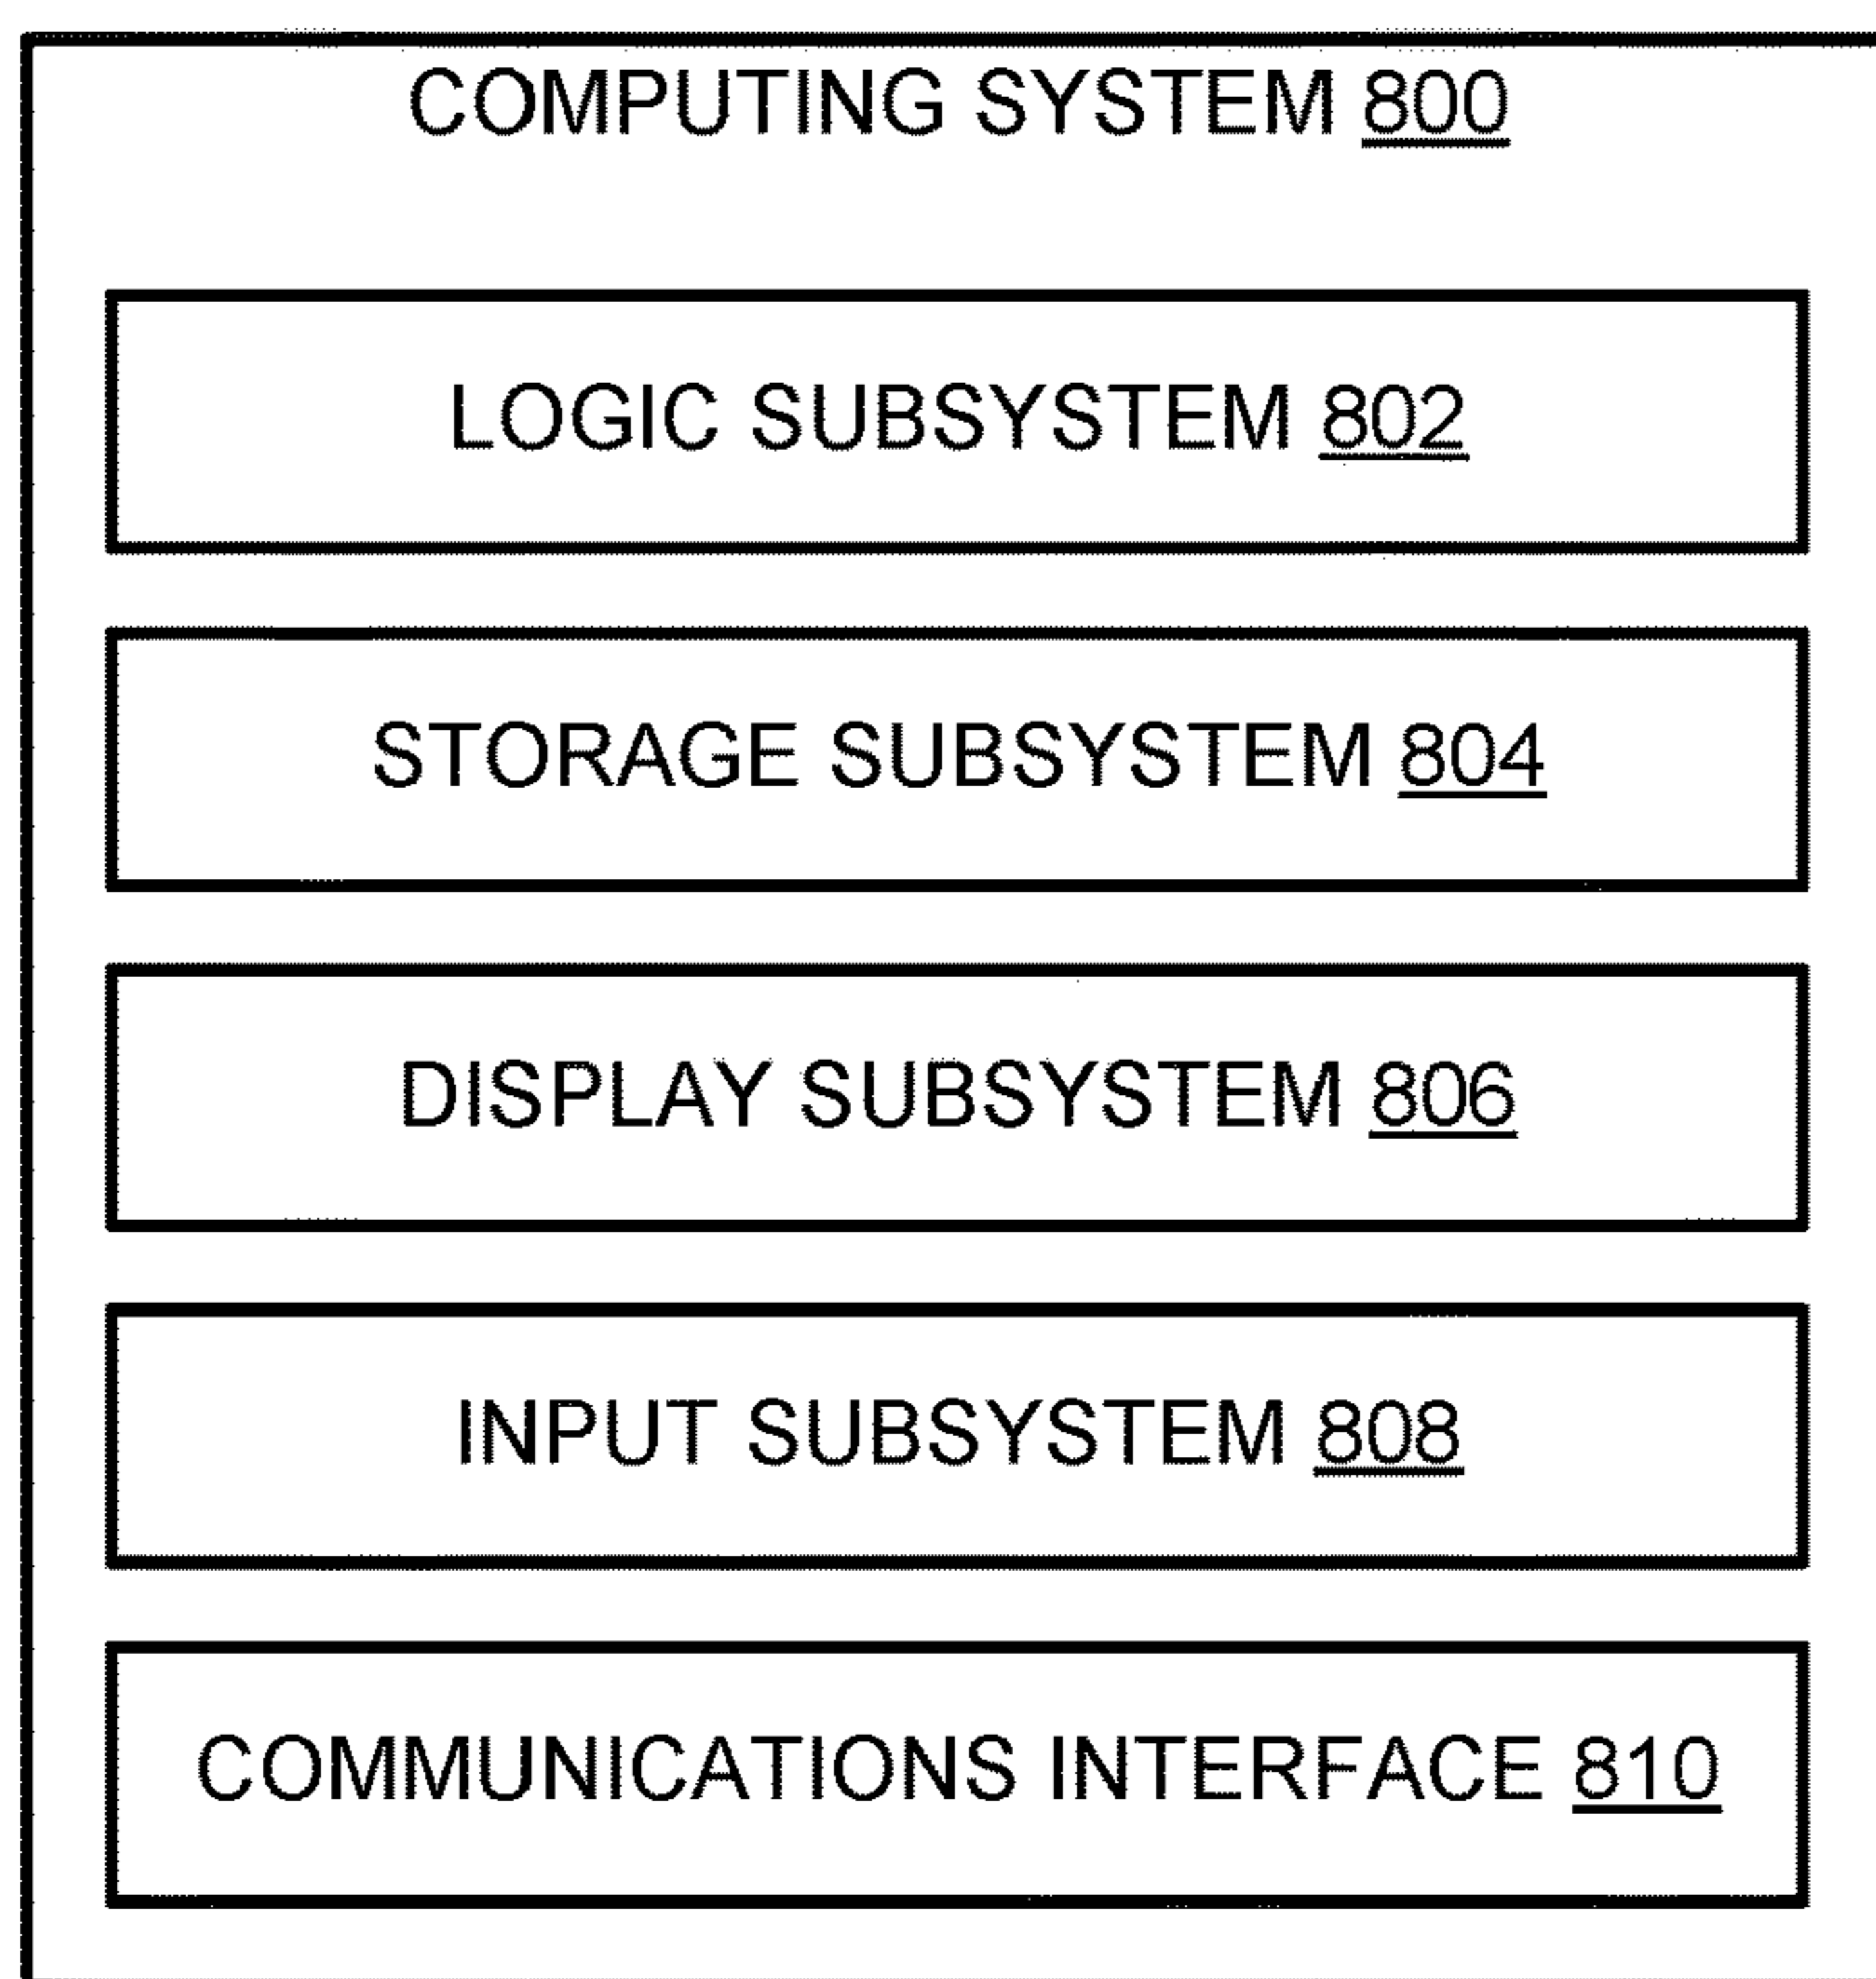 COMPUTING SYSTEM 800
LOGIC SUBSYSTEM 802
STORAGE SUBSYSTEM 804
DISPLAY SUBSYSTEM 806
INPUT SUBSYSTEM 808
COMMUNICATIONS INTERFACE 810